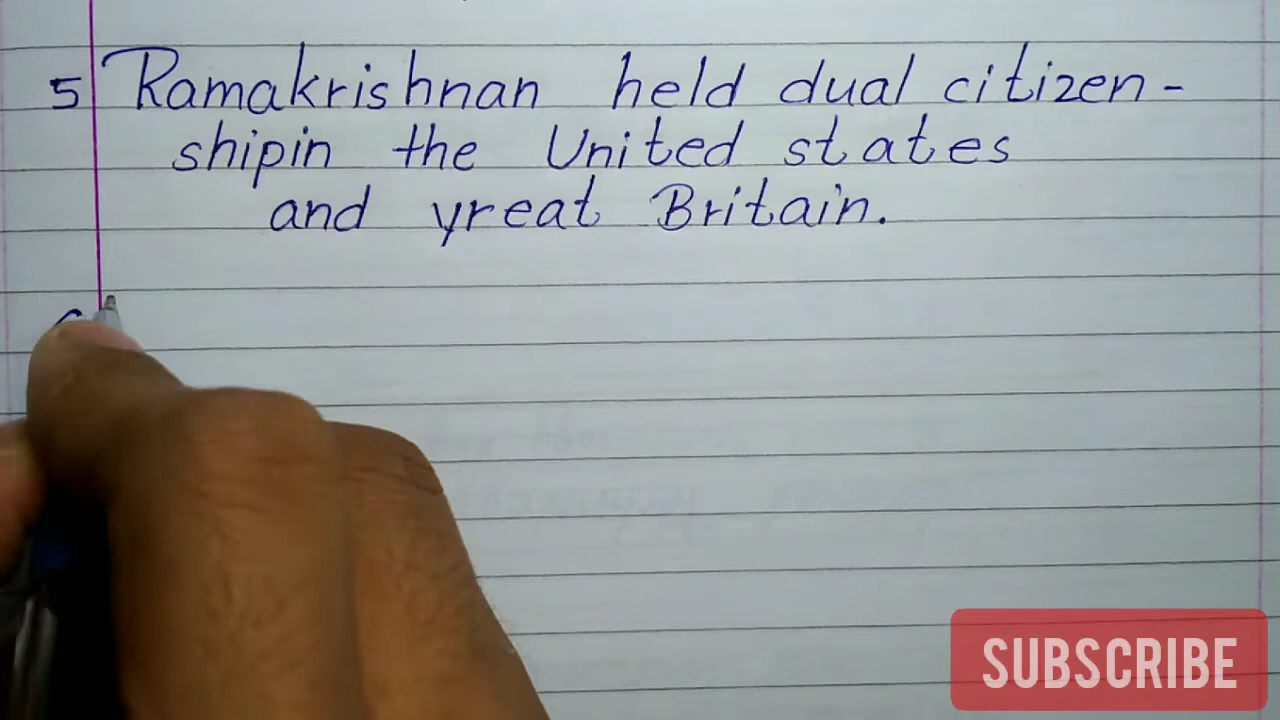 5 Ramakrishnan held dual citizen-
shipin the United states
and yreat Britain.
SUBSCRIBE